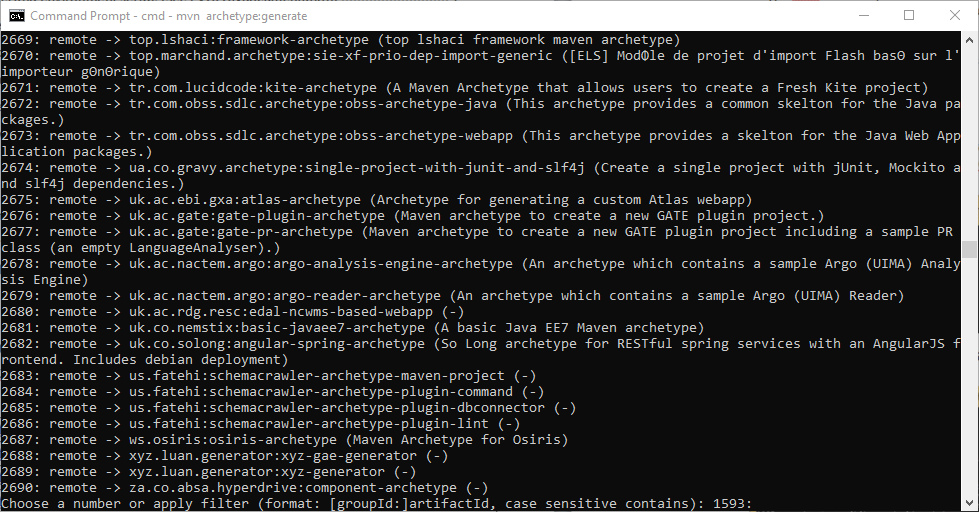 Command Prompt - cmd - mvn  archetype:generate
2669: remote -> top.lshaci:framework-archetype (top lshaci framework maven archetype)
2670: remote -> top.marchand.archetype:sie-xf-prio-dep-import-generic ([ELS] ModΦle de projet d'import Flash basΘ sur l'
importeur gΘnΘrique)
2671: remote -> tr.com.lucidcode:kite-archetype (A Maven Archetype that allows users to create a Fresh Kite project)
2672: remote -> tr.com.obss.sdlc.archetype:obss-archetype-java (This archetype provides a common skelton for the Java pa
ckages.)
2673: remote -> tr.com.obss.sdlc.archetype:obss-archetype-webapp (This archetype provides a skelton for the Java Web App
lication packages.)
2674: remote -> ua.co.gravy.archetype:single-project-with-junit-and-slf4j (Create a single project with jUnit, Mockito a
nd slf4j dependencies.)
2675: remote -> uk.ac.ebi.gxa:atlas-archetype (Archetype for generating a custom Atlas webapp)
2676: remote -> uk.ac.gate:gate-plugin-archetype (Maven archetype to create a new GATE plugin project.)
2677: remote -> uk.ac.gate:gate-pr-archetype (Maven archetype to create a new GATE plugin project including a sample PR
class (an empty LanguageAnalyser).)
2678: remote -> uk.ac.nactem.argo:argo-analysis-engine-archetype (An archetype which contains a sample Argo (UIMA) Analy
sis Engine)
2679: remote -> uk.ac.nactem.argo:argo-reader-archetype (An archetype which contains a sample Argo (UIMA) Reader)
2680: remote -> uk.ac.rdg.resc:edal-ncwms-based-webapp (-)
2681: remote -> uk.co.nemstix:basic-javaee7-archetype (A basic Java EE7 Maven archetype)
2682: remote -> uk.co.solong:angular-spring-archetype (So Long archetype for RESTful spring services with an AngularJS f
rontend. Includes debian deployment)
2683: remote -> us.fatehi:schemacrawler-archetype-maven-project (-)
2684: remote -> us.fatehi:schemacrawler-archetype-plugin-command (-)
2685: remote -> us.fatehi:schemacrawler-archetype-plugin-dbconnector (-)
2686: remote -> us.fatehi:schemacrawler-archetype-plugin-lint (-)
2687: remote -> ws.osiris:osiris-archetype (Maven Archetype for Osiris)
2688: remote -> xyz.luan.generator:xyz-gae-generator (-)
2689: remote -> xyz.luan.generator:xyz-generator (-)
2690: remote -> za.co.absa.hyperdrive:component-archetype (-)
Choose a number or apply filter (format: [groupId:]artifactId, case sensitive contains): 1593: